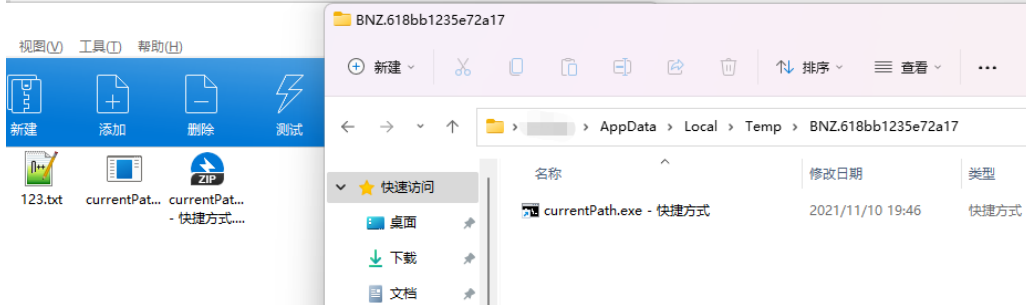 视图(V) 工具(T) 帮助(H)
新建 添加 删除 测试
123.txt currentPat... currentPat...
- 快捷方式....
ZIP
BNZ.618bb1235e72a17
新建 排序 查看 ...
› AppData › Local › Temp › BNZ.618bb1235e72a17
名称 修改日期 类型
快速访问
currentPath.exe - 快捷方式 2021/11/10 19:46 快捷方式
桌面
下载
文档